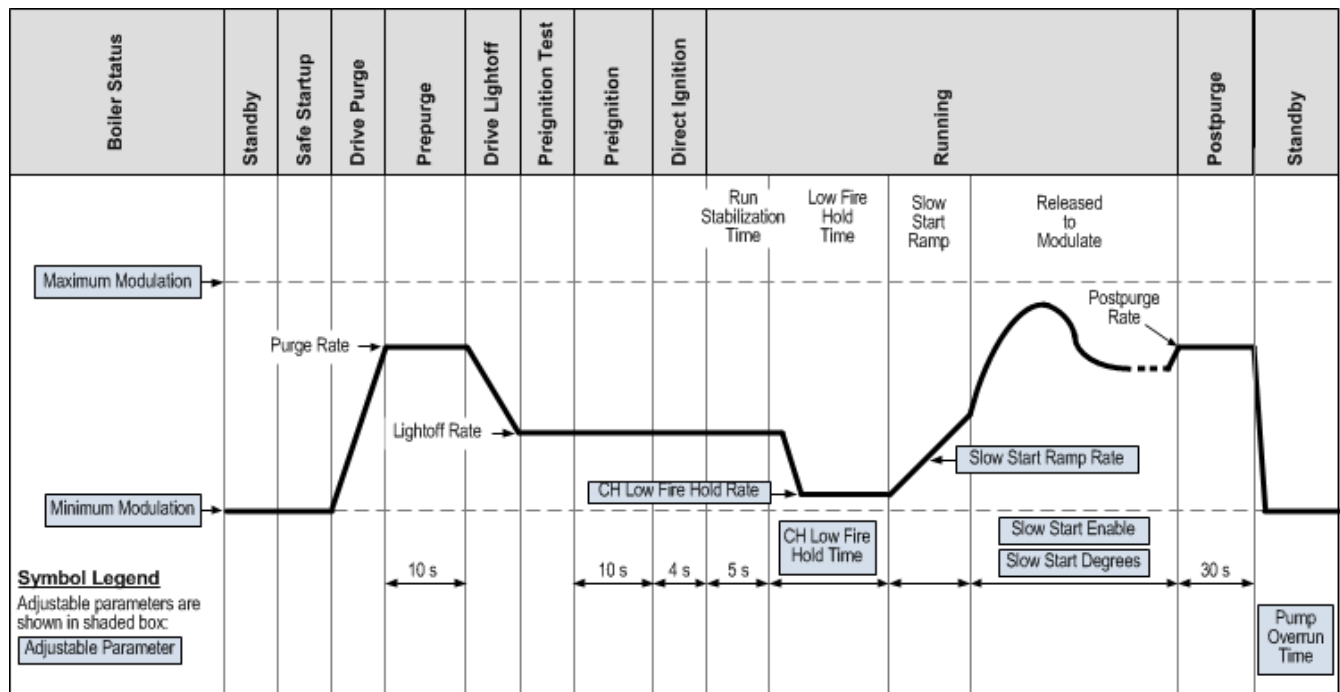 Boiler Status
Standby
Safe Startup
Drive Purge
Prepurge
Drive Lightoff
Preignition Test
Preignition
Direct Ignition
Running
Postpurge
Standby
Run
Stabilization
Time
Low Fire
Hold
Time
Slow
Start
Ramp
Released
to
Modulate
Maximum Modulation
Postpurge
Rate
Purge Rate
Lightoff Rate
Slow Start Ramp Rate
CH Low Fire Hold Rate
Minimum Modulation
CH Low Fire
Hold Time
Slow Start Enable
Slow Start Degrees
10 s
10 s
4 s
5 s
30 s
Symbol Legend
Adjustable parameters are
shown in shaded box:
Adjustable Parameter
Pump
Overrun
Time